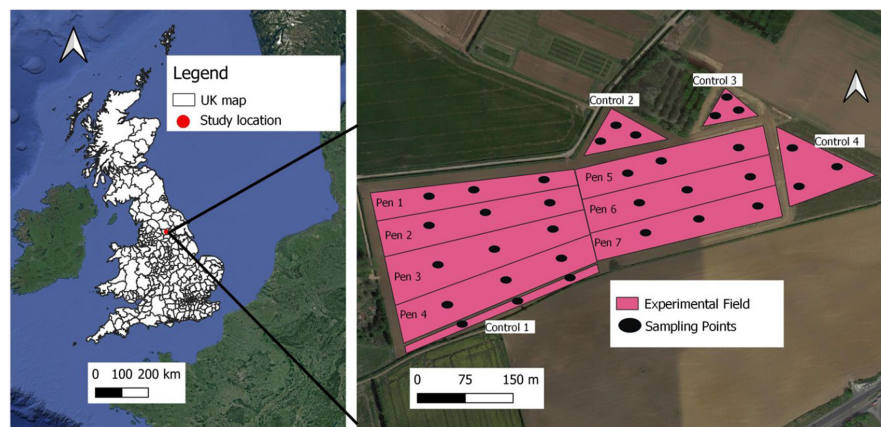 Legend
UK map
Study location
0 100 200 km
Control 3
Control 2
Control 4
Pen 5
Pen 1
Pen 6
Pen 2
Pen 7
Pen 3
Pen 4
Control 1
Experimental Field
Sampling Points
0 75 150 m